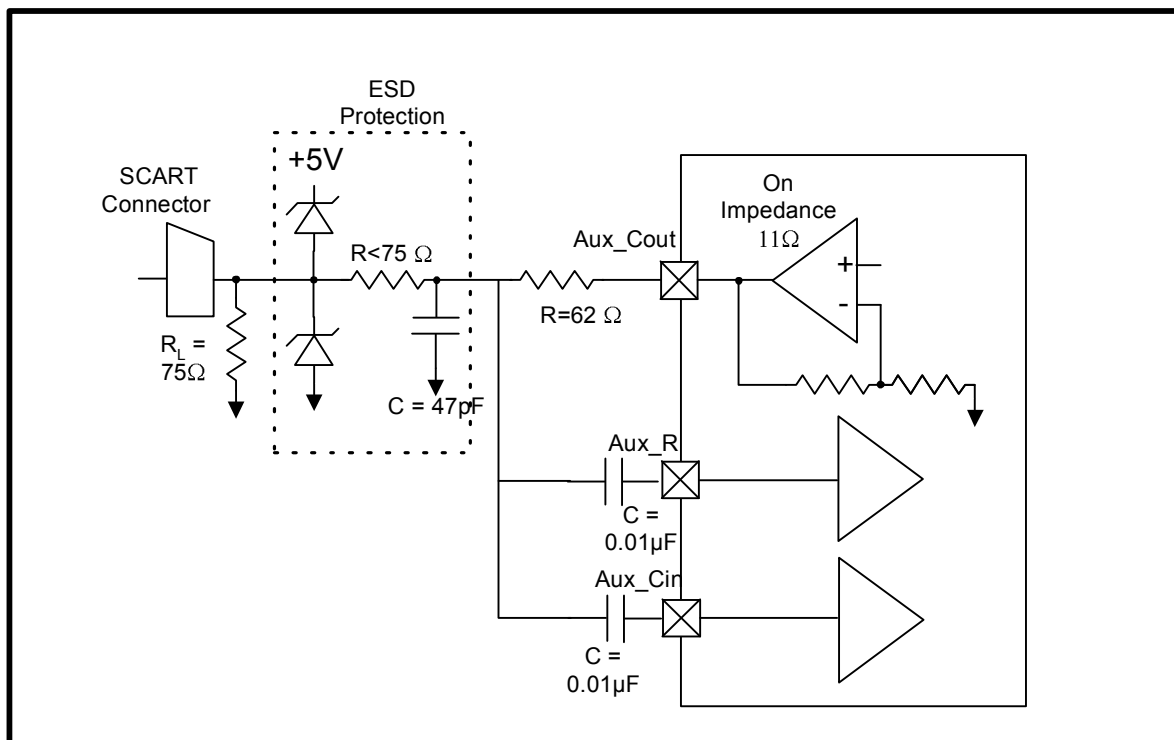 ESD
Protection
+5V
SCART
Connector
On
Impedance
11Ω
Aux_Cout
R<75 Ω
+
-
R=62 Ω
R_L =
75Ω
C = 47pF
Aux_R
C =
0.01µF
Aux_Cin
C =
0.01µF